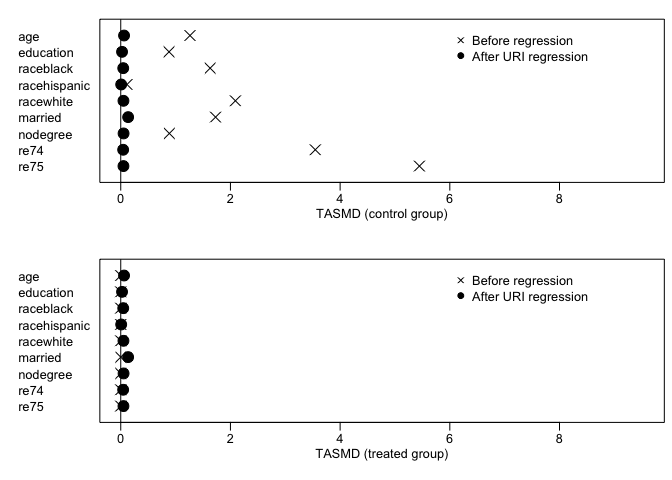 age
education
raceblack
racehispanic
racewhite
married
nodegree
re74
re75
Before regression
After URI regression
0 2 4 6 8
TASMD (control group)
age
education
raceblack
racehispanic
racewhite
married
nodegree
re74
re75
Before regression
After URI regression
0 2 4 6 8
TASMD (treated group)